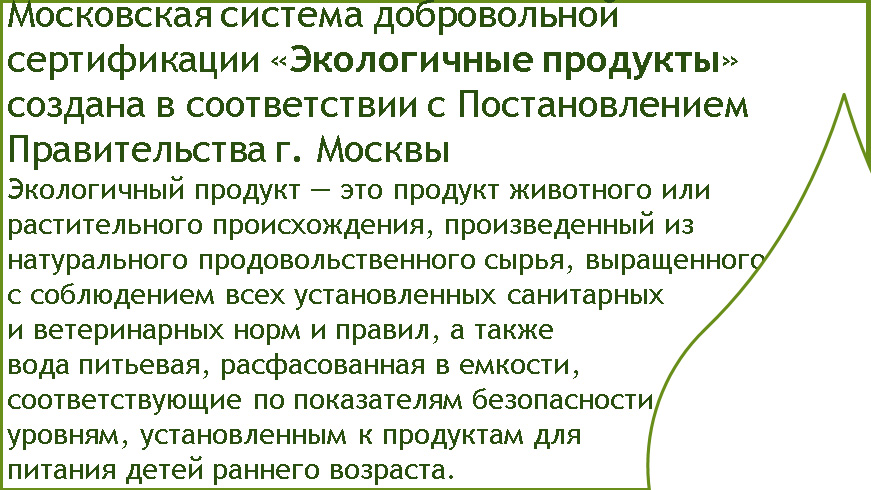 Московская система добровольной
сертификации «Экологичные продукты»
создана в соответствии с Постановлением
Правительства г. Москвы
Экологичный продукт — это продукт животного или
растительного происхождения, произведенный из
натурального продовольственного сырья, выращенного
с соблюдением всех установленных санитарных
и ветеринарных норм и правил, а также
вода питьевая, расфасованная в емкости,
соответствующие по показателям безопасности
уровням, установленным к продуктам для
питания детей раннего возраста.